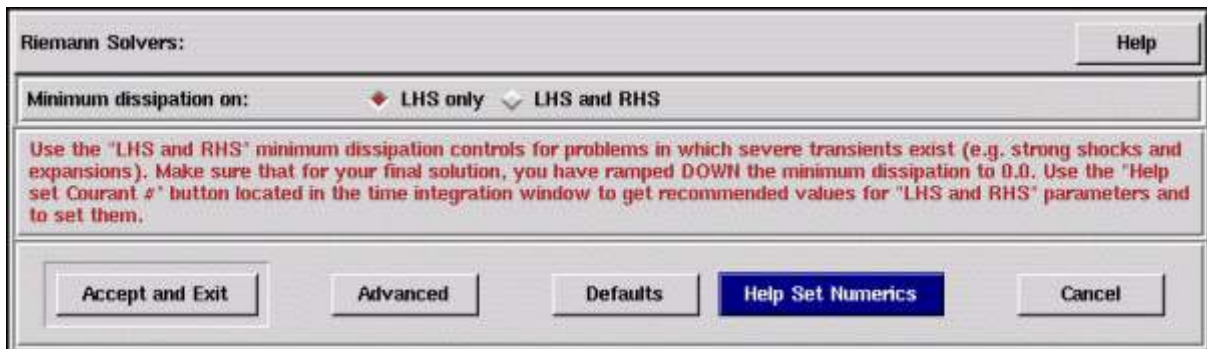 Riemann Solvers:
Help
Minimum dissipation on:
LHS only
LHS and RHS
Use the "LHS and RHS" minimum dissipation controls for problems in which severe transients exist (e.g. strong shocks and
expansions). Make sure that for your final solution, you have ramped DOWN the minimum dissipation to 0.0. Use the "Help
set Courant #" button located in the time integration window to get recommended values for "LHS and RHS" parameters and
to set them.
Accept and Exit
Advanced
Defaults
Help Set Numerics
Cancel